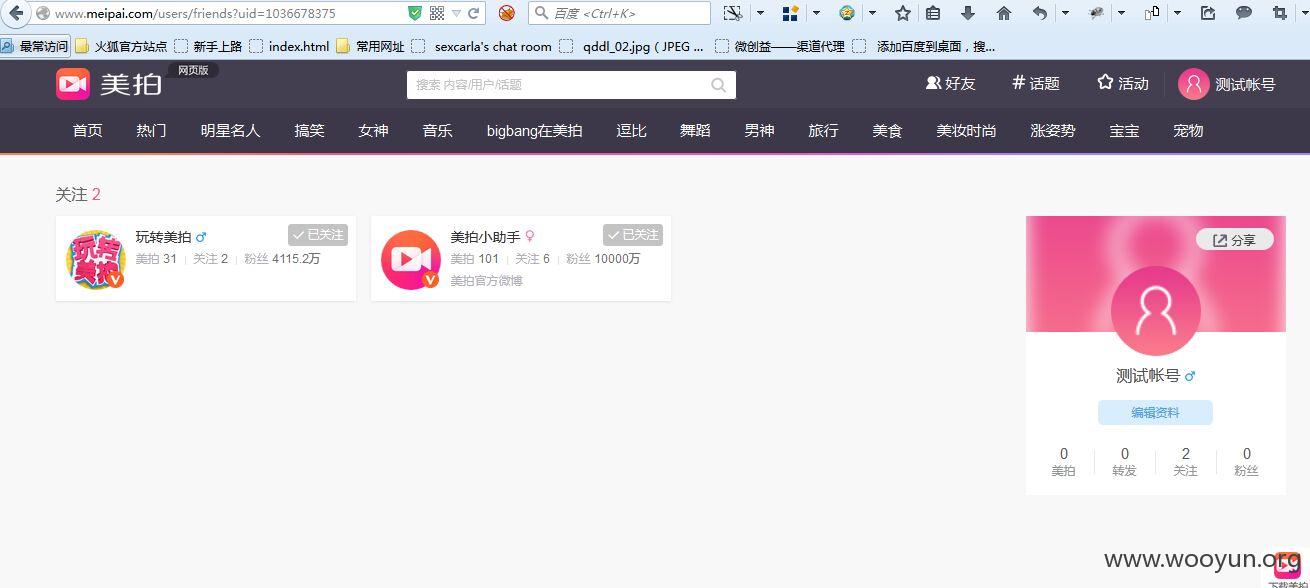 www.meipai.com/users/friends?uid=1036678375
百度 <Ctrl+K>
最常访问 火狐官方站点 新手上路 index.html 常用网址 sexcarla's chat room qddl_02.jpg ( JPEG ... 微创益——渠道代理 添加百度到桌面，搜...
美拍 网页版
搜索 内容/用户/话题
好友 # 话题 活动 测试帐号
首页 热门 明星名人 搞笑 女神 音乐 bigbang在美拍 逗比 舞蹈 男神 旅行 美食 美妆时尚 涨姿势 宝宝 宠物
关注 2
玩转美拍 ♂ 已关注
美拍 31 关注 2 粉丝 4115.2万
玩转美拍
美拍小助手 ♀ 已关注
美拍 101 关注 6 粉丝 10000万
美拍官方微博
分享
测试帐号 ♂
编辑资料
0 0 2 0
美拍 转发 关注 粉丝
www.wooyun.org
下载美拍